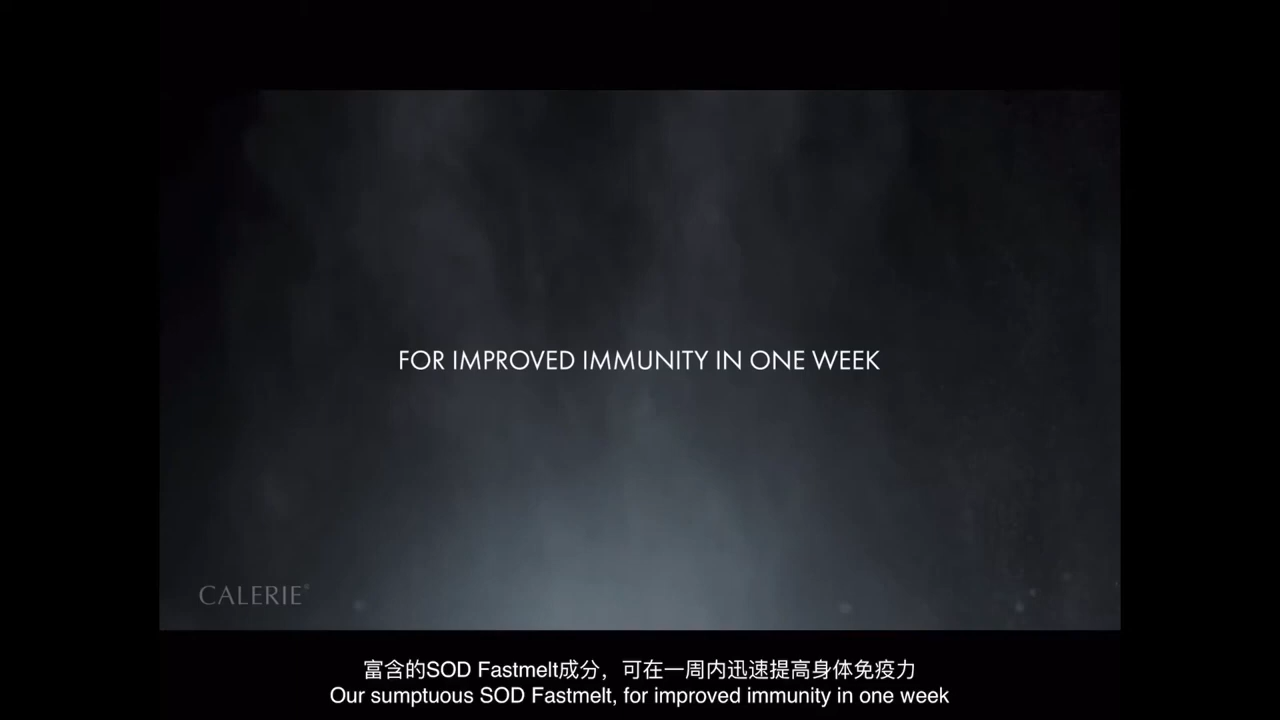 FOR IMPROVED IMMUNITY IN ONE WEEK
CALERIE®
富含的SOD Fastmelt成分，可在一周内迅速提高身体免疫力
Our sumptuous SOD Fastmelt, for improved immunity in one week